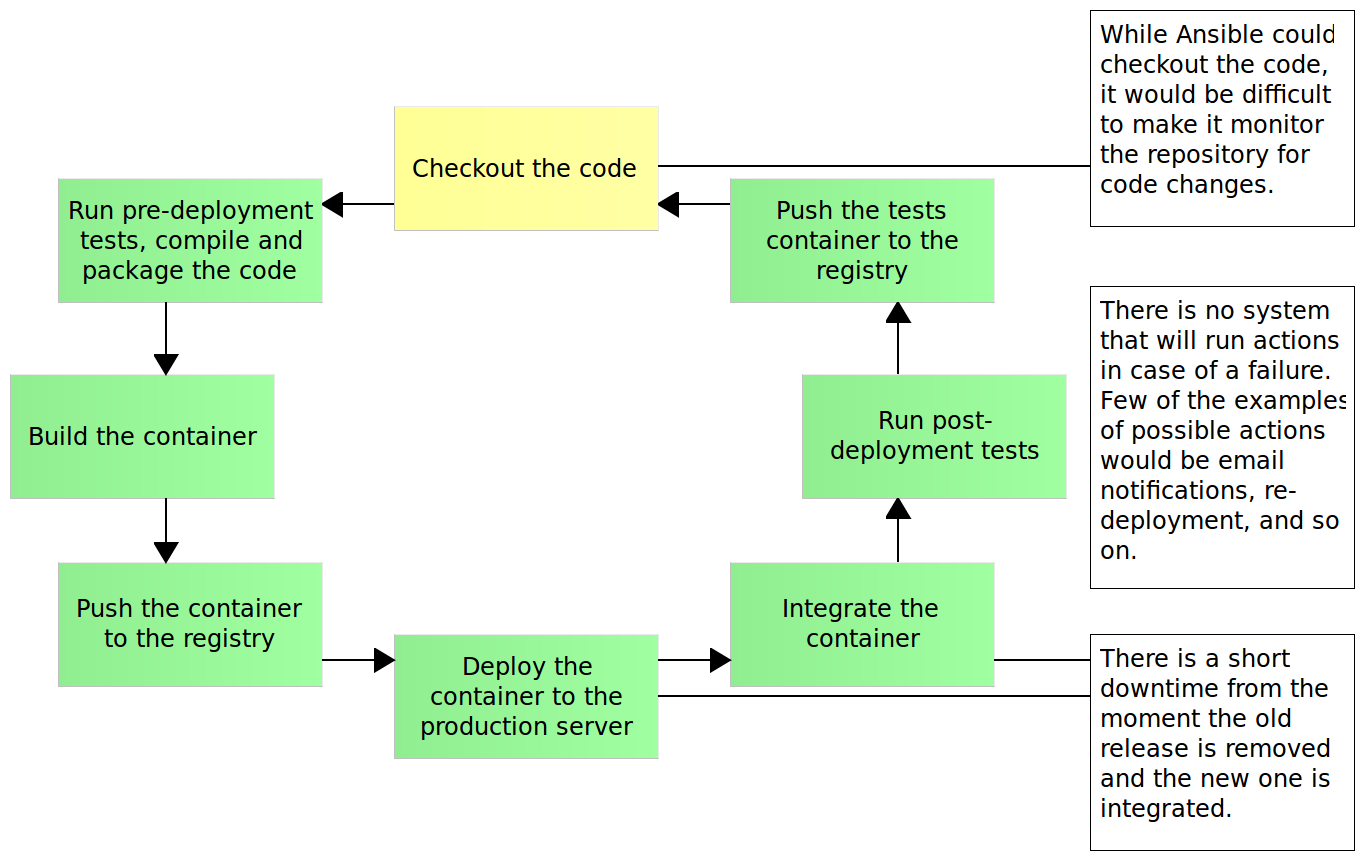 Checkout the code
Run pre-deployment
tests, compile and
package the code
Build the container
Push the container
to the registry
Deploy the
container to the
production server
Integrate the
container
Run post-
deployment tests
Push the tests
container to the
registry
While Ansible could
checkout the code,
it would be difficult
to make it monitor
the repository for
code changes.
There is no system
that will run actions
in case of a failure.
Few of the examples
of possible actions
would be email
notifications, re-
deployment, and so
on.
There is a short
downtime from the
moment the old
release is removed
and the new one is
integrated.